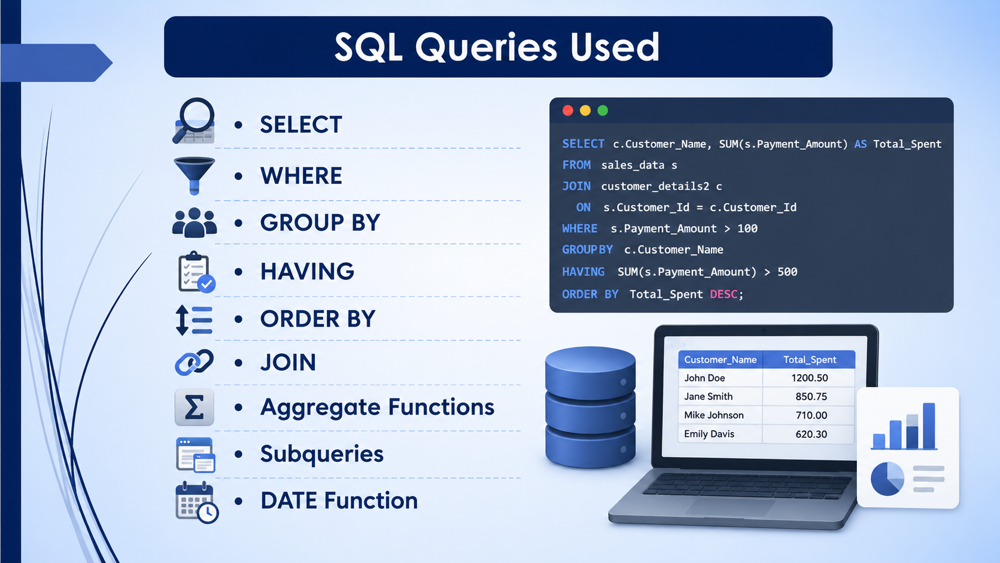 SQL Queries Used
• SELECT
• WHERE
• GROUP BY
• HAVING
• ORDER BY
• JOIN
Σ
• Aggregate Functions
• Subqueries
• DATE Function
SELECT c.Customer_Name, SUM(s.Payment_Amount) AS Total_Spent
FROM sales_data s
JOIN customer_details2 c
ON s.Customer_Id = c.Customer_Id
WHERE s.Payment_Amount > 100
GROUPBY c.Customer_Name
HAVING SUM(s.Payment_Amount) > 500
ORDER BY Total_Spent DESC;
Customer_Name Total_Spent
John Doe 1200.50
Jane Smith 850.75
Mike Johnson 710.00
Emily Davis 620.30